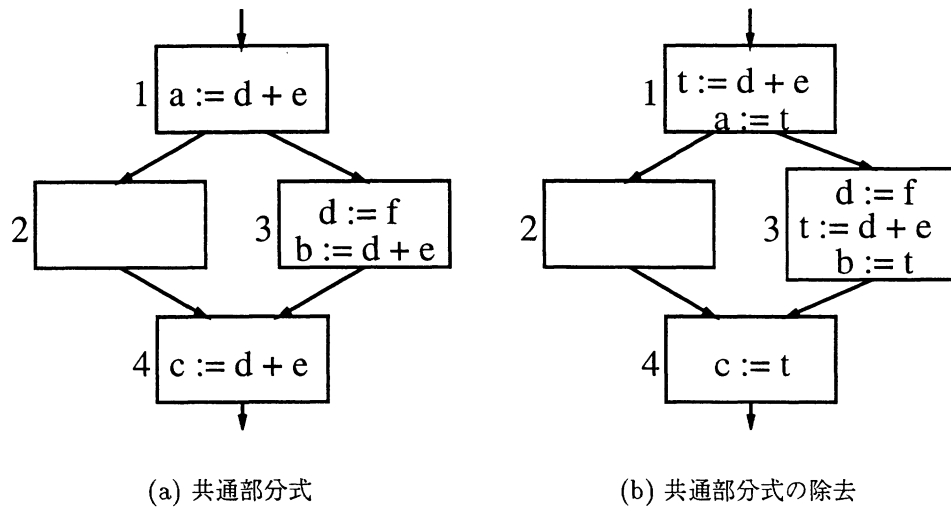 1
a := d + e
2
3
d := f
b := d + e
4
c := d + e
(a) 共通部分式
1
t := d + e
a := t
2
3
d := f
t := d + e
b := t
4
c := t
(b) 共通部分式の除去